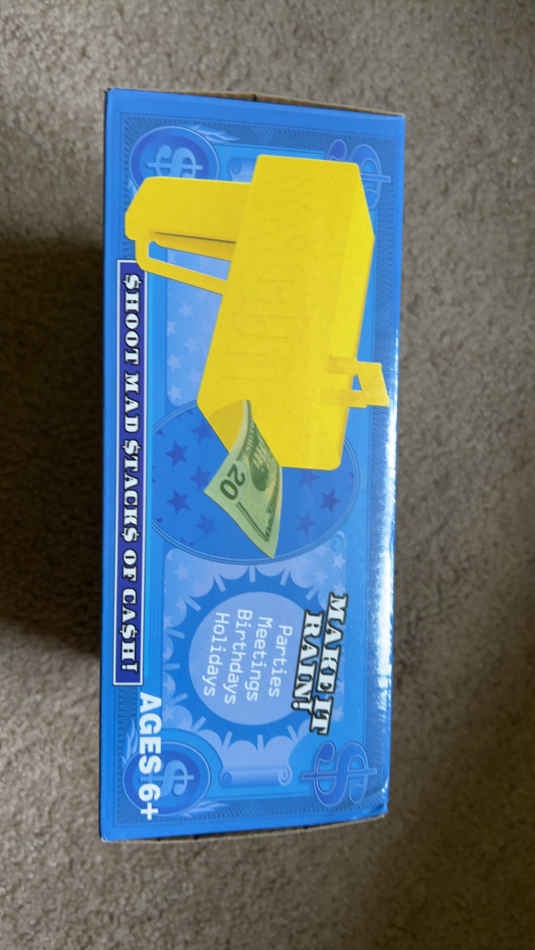 MAKE IT
RAIN!
Parties
Meetings
Birthdays
Holidays
20
$HOOT MAD $TACK$ OF CA$H!
AGES 6+